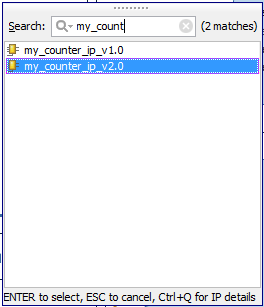 Search: my_count (2 matches)
my_counter_ip_v1.0
my_counter_ip_v2.0
ENTER to select, ESC to cancel, Ctrl+Q for IP details